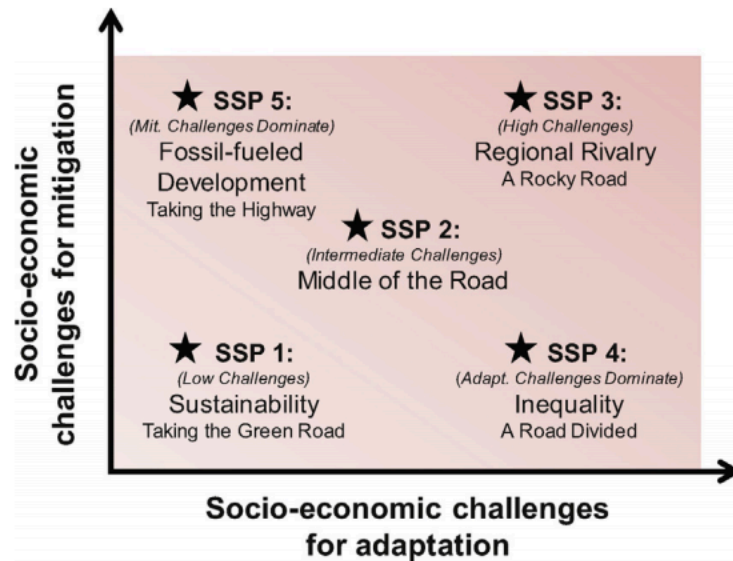 Socio-economic
challenges for mitigation
SSP 5:
(Mit. Challenges Dominate)
Fossil-fueled
Development
Taking the Highway
SSP 3:
(High Challenges)
Regional Rivalry
A Rocky Road
SSP 2:
(Intermediate Challenges)
Middle of the Road
SSP 1:
(Low Challenges)
Sustainability
Taking the Green Road
SSP 4:
(Adapt. Challenges Dominate)
Inequality
A Road Divided
Socio-economic challenges
for adaptation